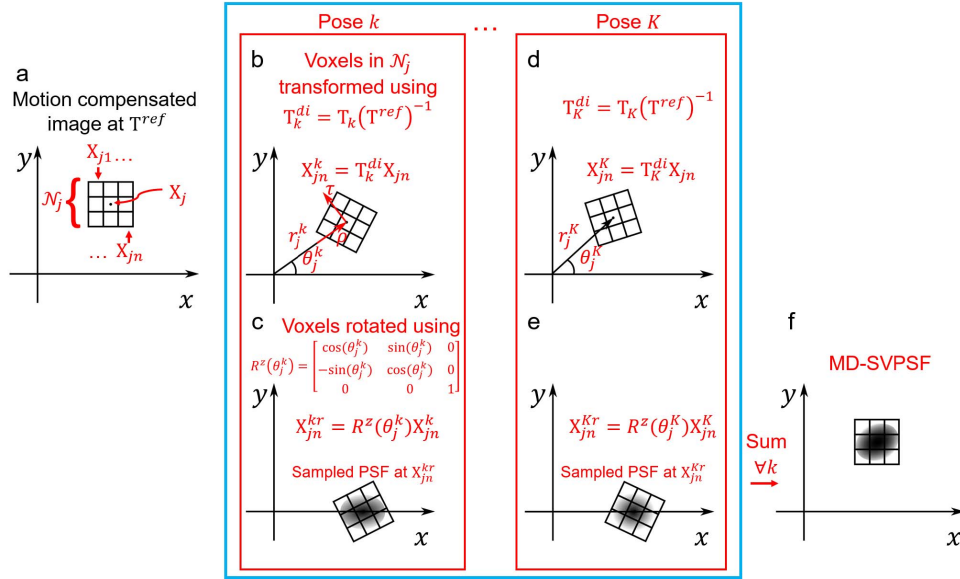 Pose k
...
Pose K
a
Motion compensated
image at T^ref
y
X_j1 ...
𝒩_j {
X_j
... X_jn
x
b
Voxels in 𝒩_j
transformed using
T_k^di = T_k(T^ref)^−1
y
X_jn^k = T_k^di X_jn
τ
ρ
r_j^k
θ_j^k
x
c
Voxels rotated using
R^z(θ_j^k) = [cos(θ_j^k) sin(θ_j^k) 0
−sin(θ_j^k) cos(θ_j^k) 0
0 0 1]
y
X_jn^kr = R^z(θ_j^k)X_jn^k
Sampled PSF at X_jn^kr
x
d
T_K^di = T_K(T^ref)^−1
y
X_jn^K = T_K^di X_jn
r_j^K
θ_j^K
x
e
y
X_jn^Kr = R^z(θ_j^K)X_jn^K
Sampled PSF at X_jn^Kr
x
Sum
∀k
f
MD-SVPSF
y
x